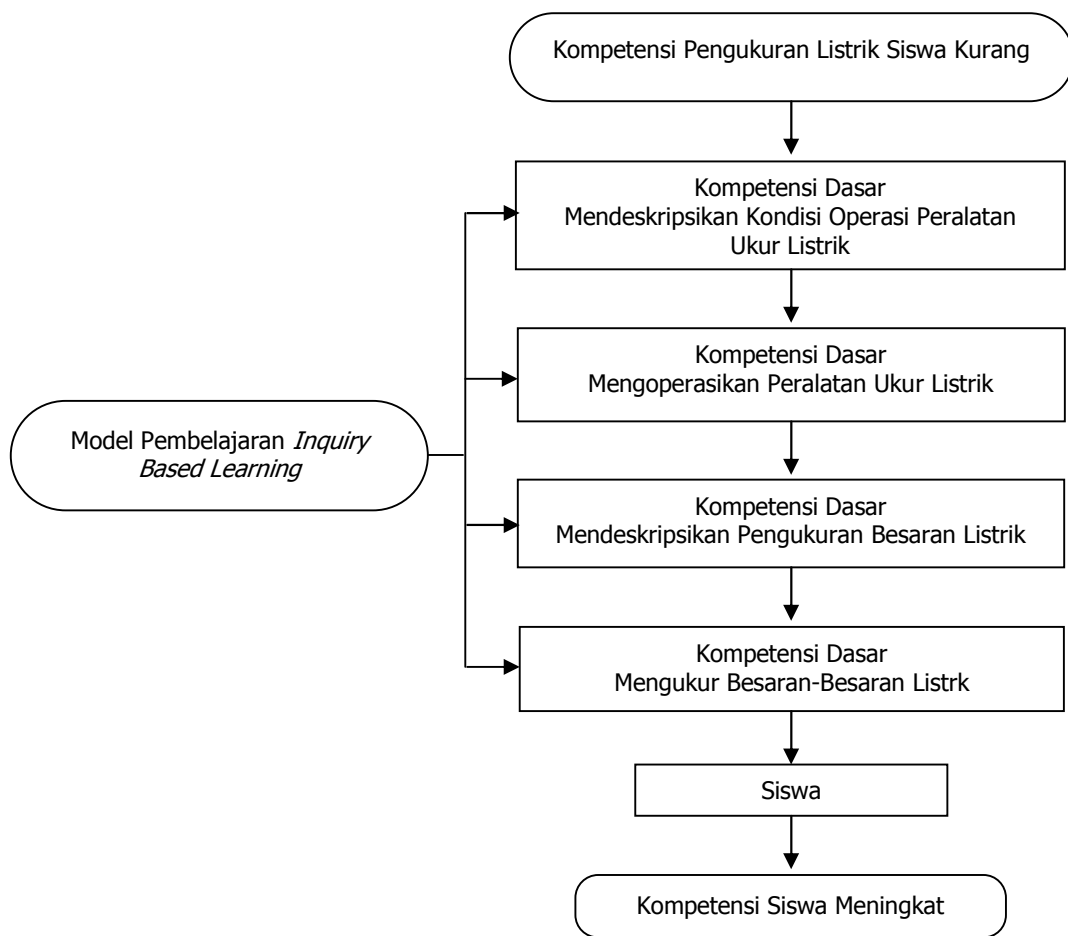 Kompetensi Pengukuran Listrik Siswa Kurang
Kompetensi Dasar
Mendeskripsikan Kondisi Operasi Peralatan
Ukur Listrik
Kompetensi Dasar
Mengoperasikan Peralatan Ukur Listrik
Model Pembelajaran Inquiry
Based Learning
Kompetensi Dasar
Mendeskripsikan Pengukuran Besaran Listrik
Kompetensi Dasar
Mengukur Besaran-Besaran Listrk
Siswa
Kompetensi Siswa Meningkat